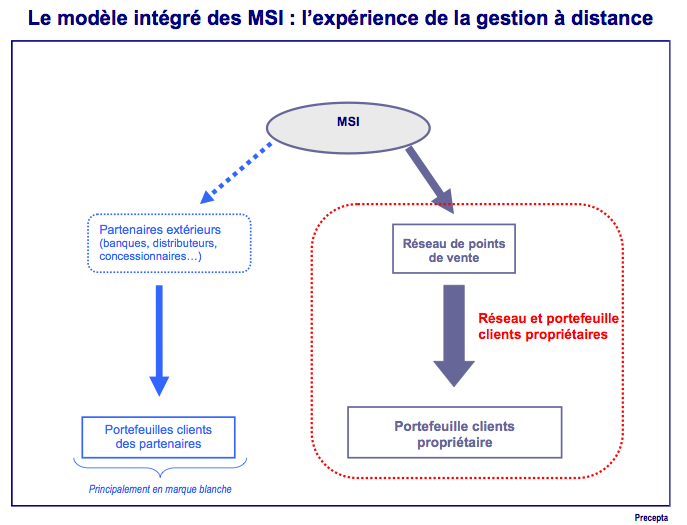 Le modèle intégré des MSI : l'expérience de la gestion à distance
MSI
Partenaires extérieurs
(banques, distributeurs,
concessionnaires…)
Réseau de points
de vente
Réseau et portefeuille
clients propriétaires
Portefeuilles clients
des partenaires
Portefeuille clients
propriétaire
Principalement en marque blanche
Precepta